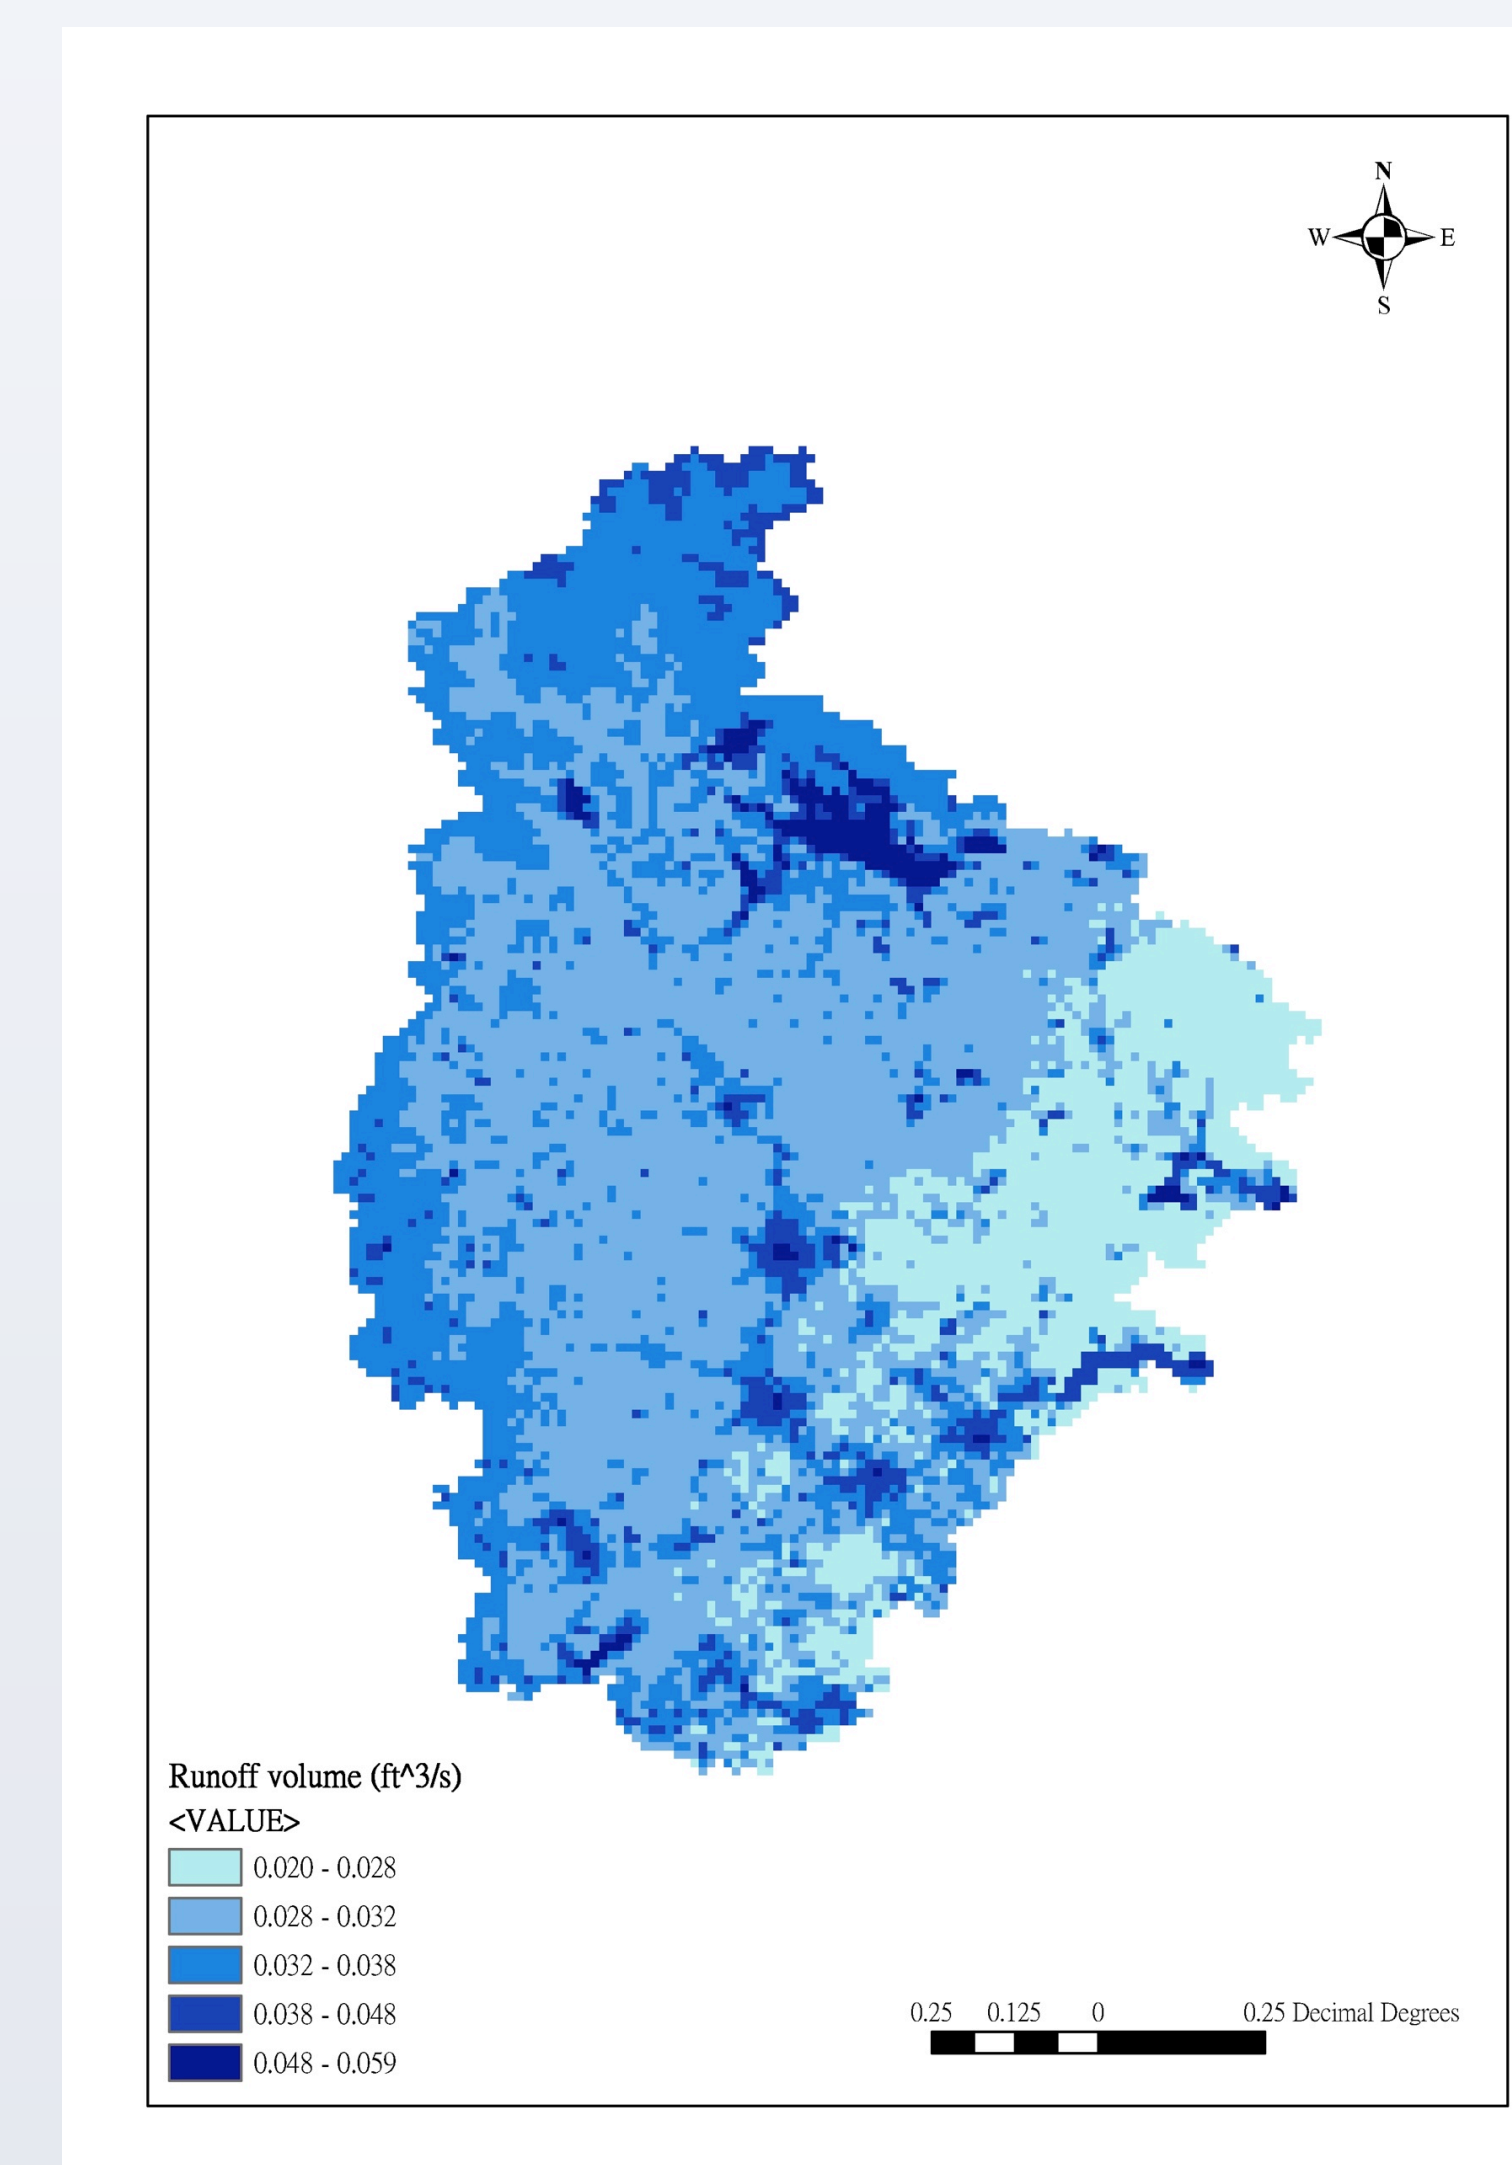 N
W E
S
Runoff volume (ft^3/s)
<VALUE>
0.020 - 0.028
0.028 - 0.032
0.032 - 0.038
0.038 - 0.048
0.048 - 0.059
0.25 0.125 0 0.25 Decimal Degrees